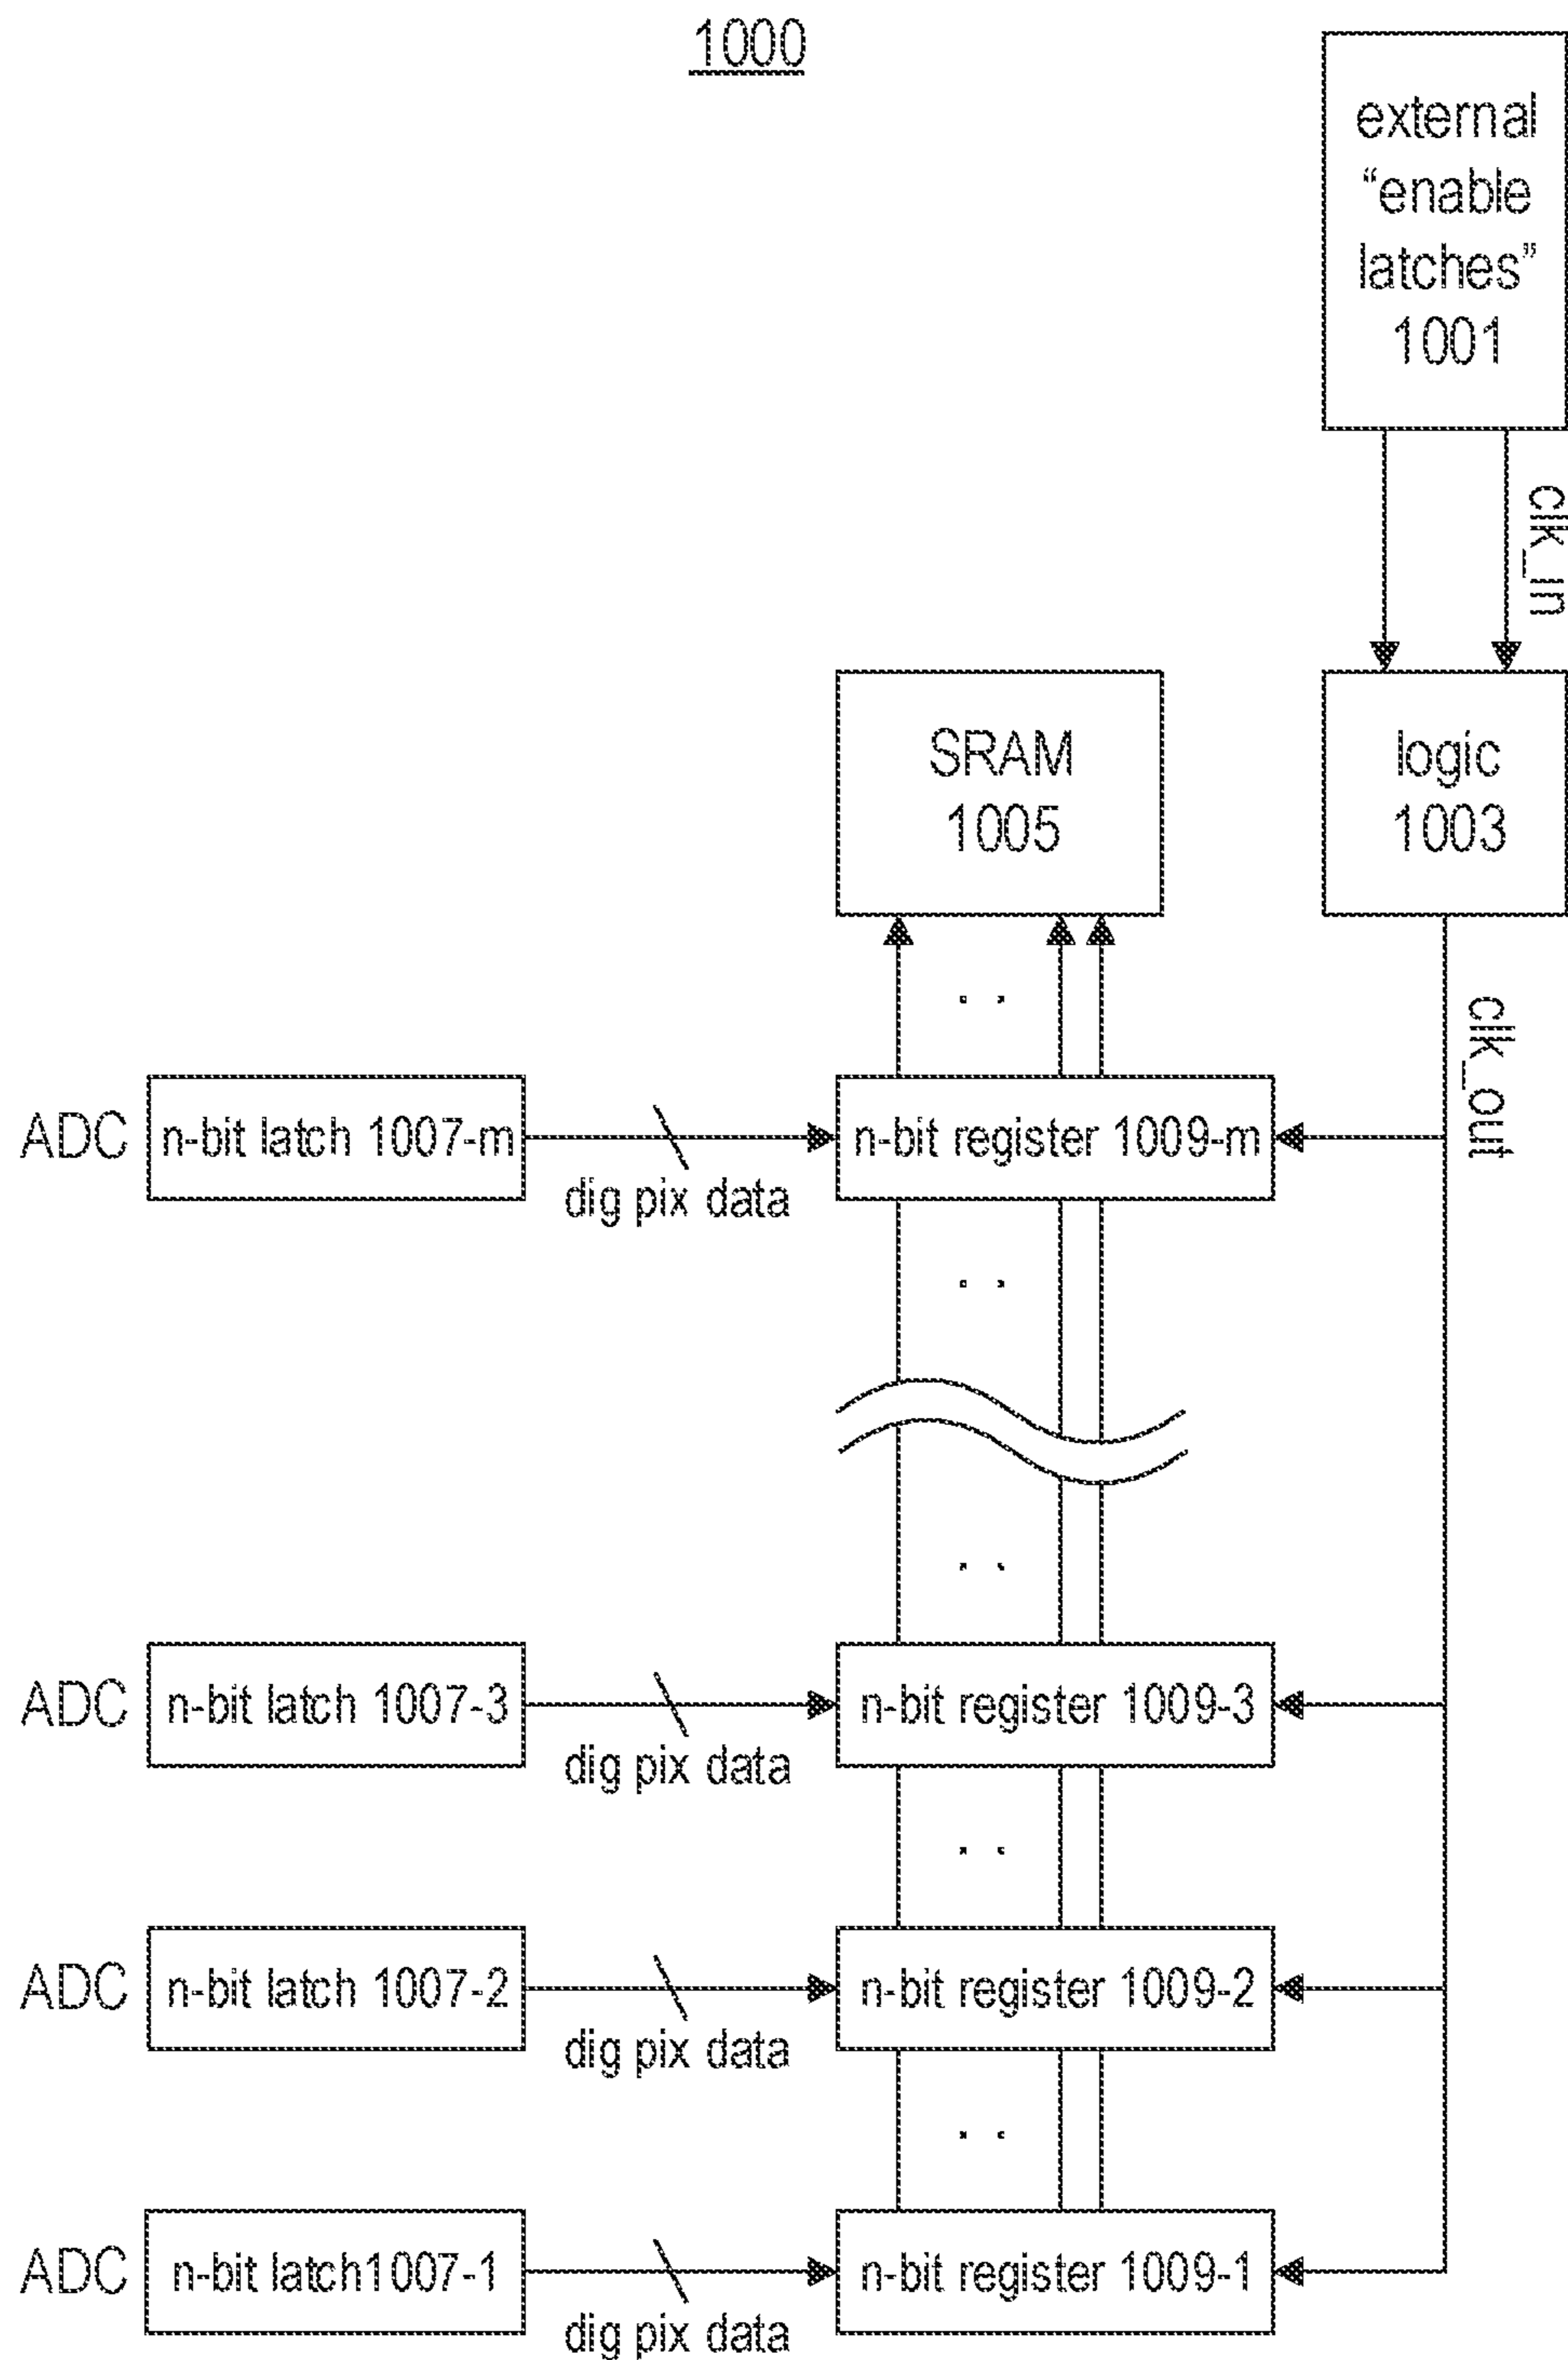 1000
external
“enable
latches”
1001
clk_in
SRAM
1005
logic
1003
clk_out
ADC n-bit latch 1007-m
dig pix data
n-bit register 1009-m
ADC n-bit latch 1007-3
dig pix data
n-bit register 1009-3
ADC n-bit latch 1007-2
dig pix data
n-bit register 1009-2
ADC n-bit latch1007-1
dig pix data
n-bit register 1009-1